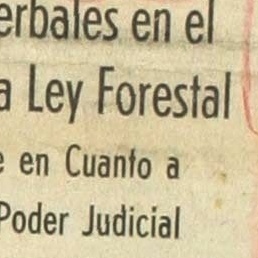 erbales en el
a Ley Forestal
e en Cuanto a
Poder Judicial